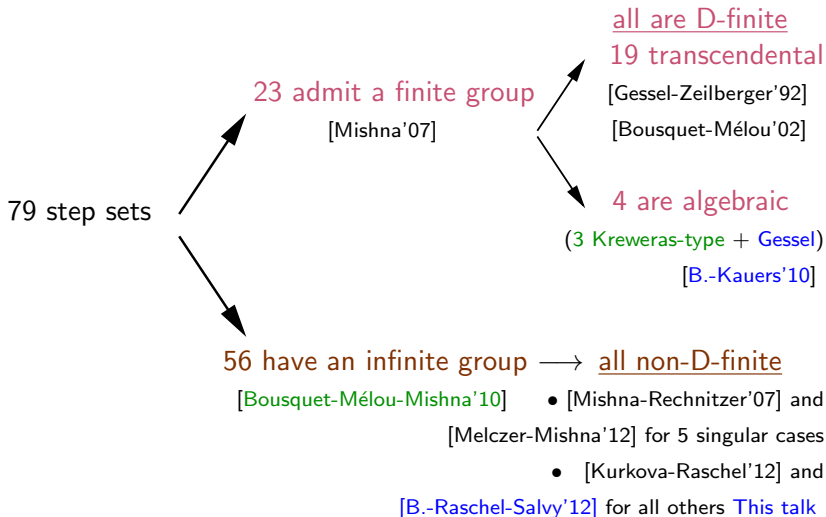 all are D-finite
19 transcendental
23 admit a finite group
[Gessel-Zeilberger’92]
[Mishna’07]
[Bousquet-Mélou’02]
79 step sets
4 are algebraic
(3 Kreweras-type + Gessel)
[B.-Kauers’10]
56 have an infinite group ⟶ all non-D-finite
[Bousquet-Mélou-Mishna’10] • [Mishna-Rechnitzer’07] and
[Melczer-Mishna’12] for 5 singular cases
• [Kurkova-Raschel’12] and
[B.-Raschel-Salvy’12] for all others This talk